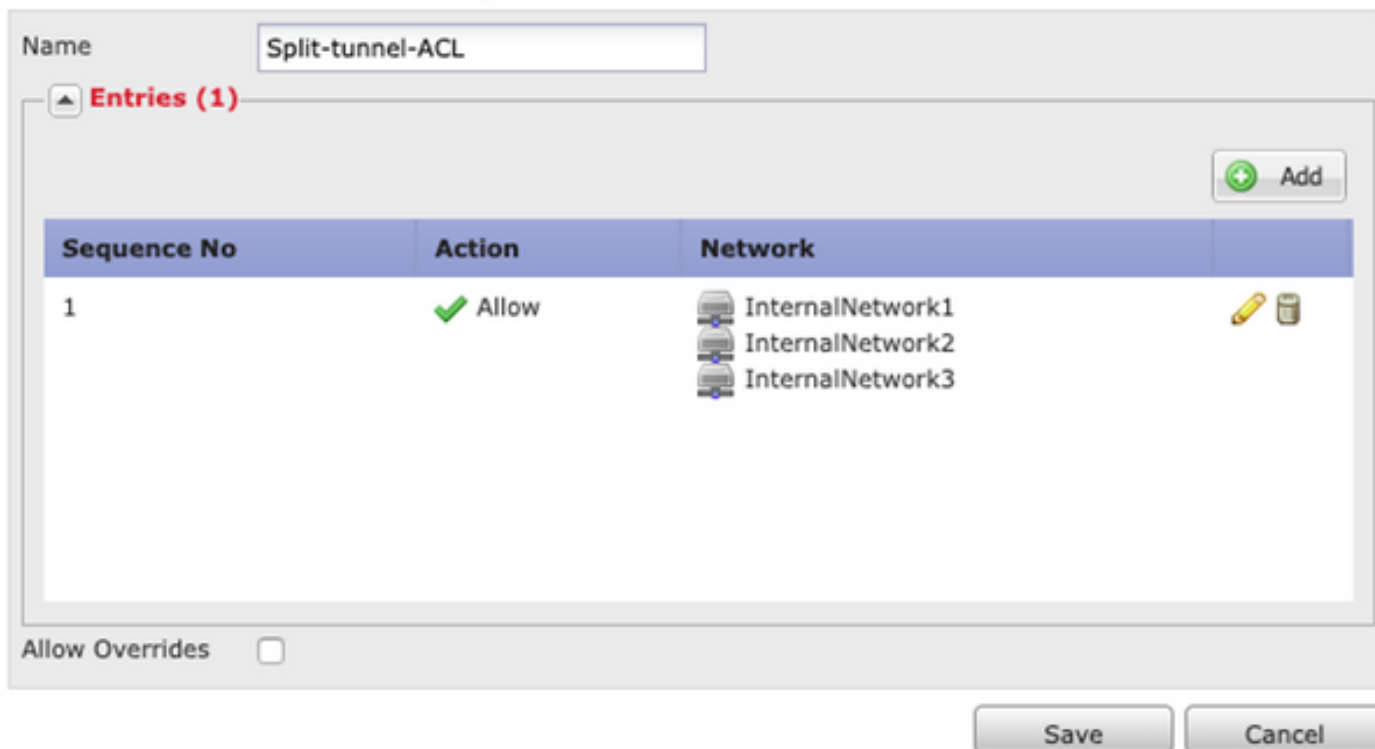 Name Split-tunnel-ACL
Entries (1)
Add
Sequence No Action Network
1 Allow InternalNetwork1
InternalNetwork2
InternalNetwork3
Allow Overrides
Save Cancel